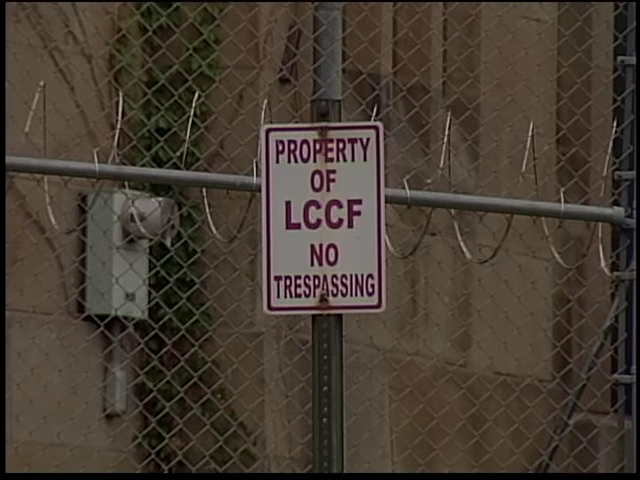 PROPERTY
OF
LCCF
NO
TRESPASSING